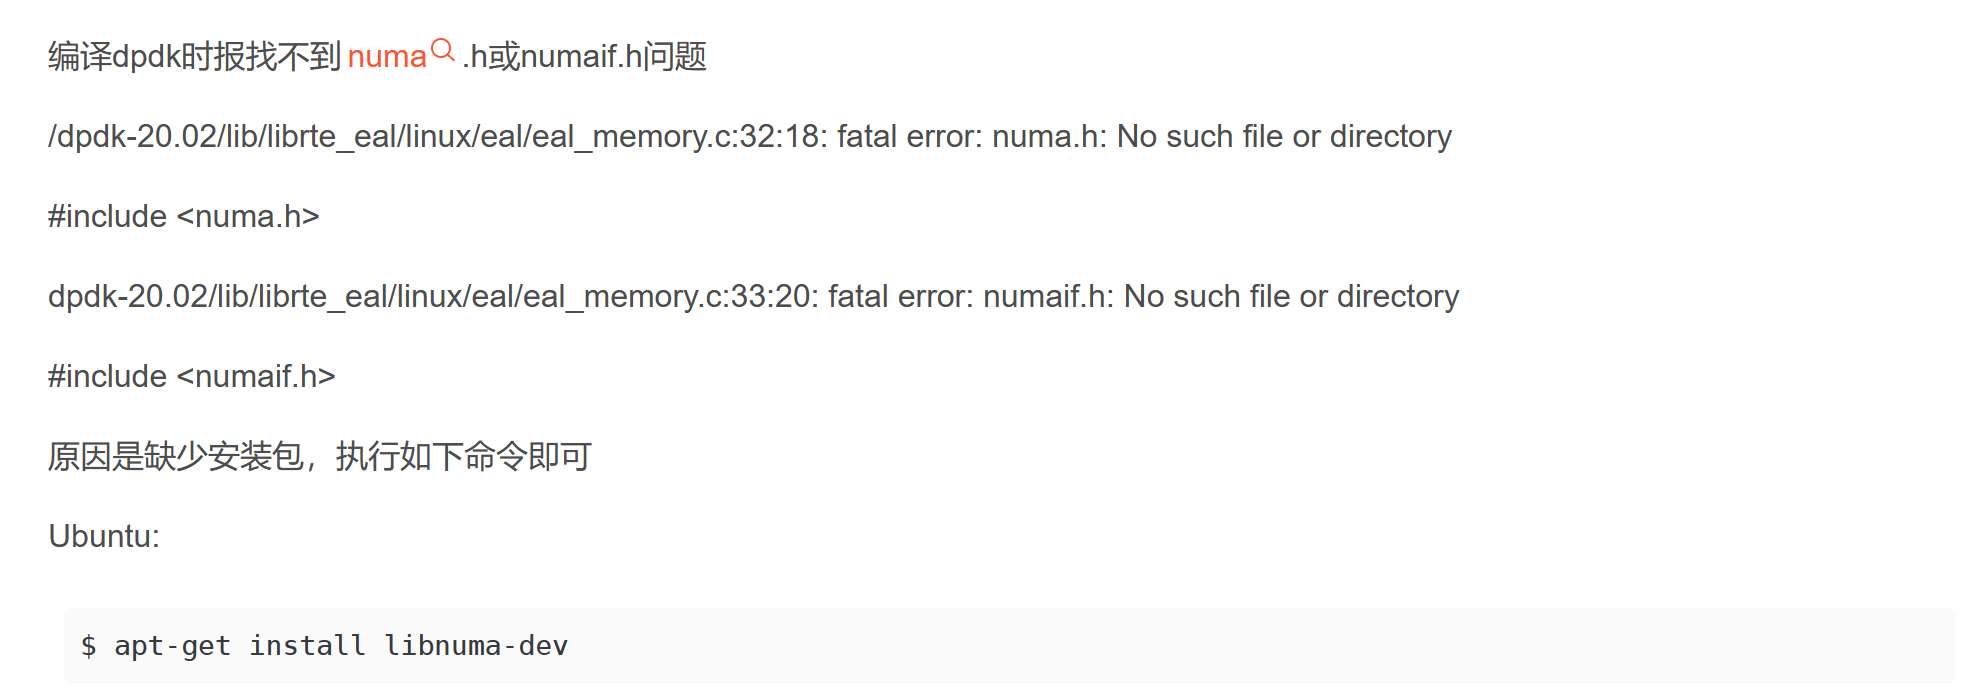 编译dpdk时报找不到numa.h或numaif.h问题
/dpdk-20.02/lib/librte_eal/linux/eal/eal_memory.c:32:18: fatal error: numa.h: No such file or directory
#include <numa.h>
dpdk-20.02/lib/librte_eal/linux/eal/eal_memory.c:33:20: fatal error: numaif.h: No such file or directory
#include <numaif.h>
原因是缺少安装包，执行如下命令即可
Ubuntu:
$ apt-get install libnuma-dev